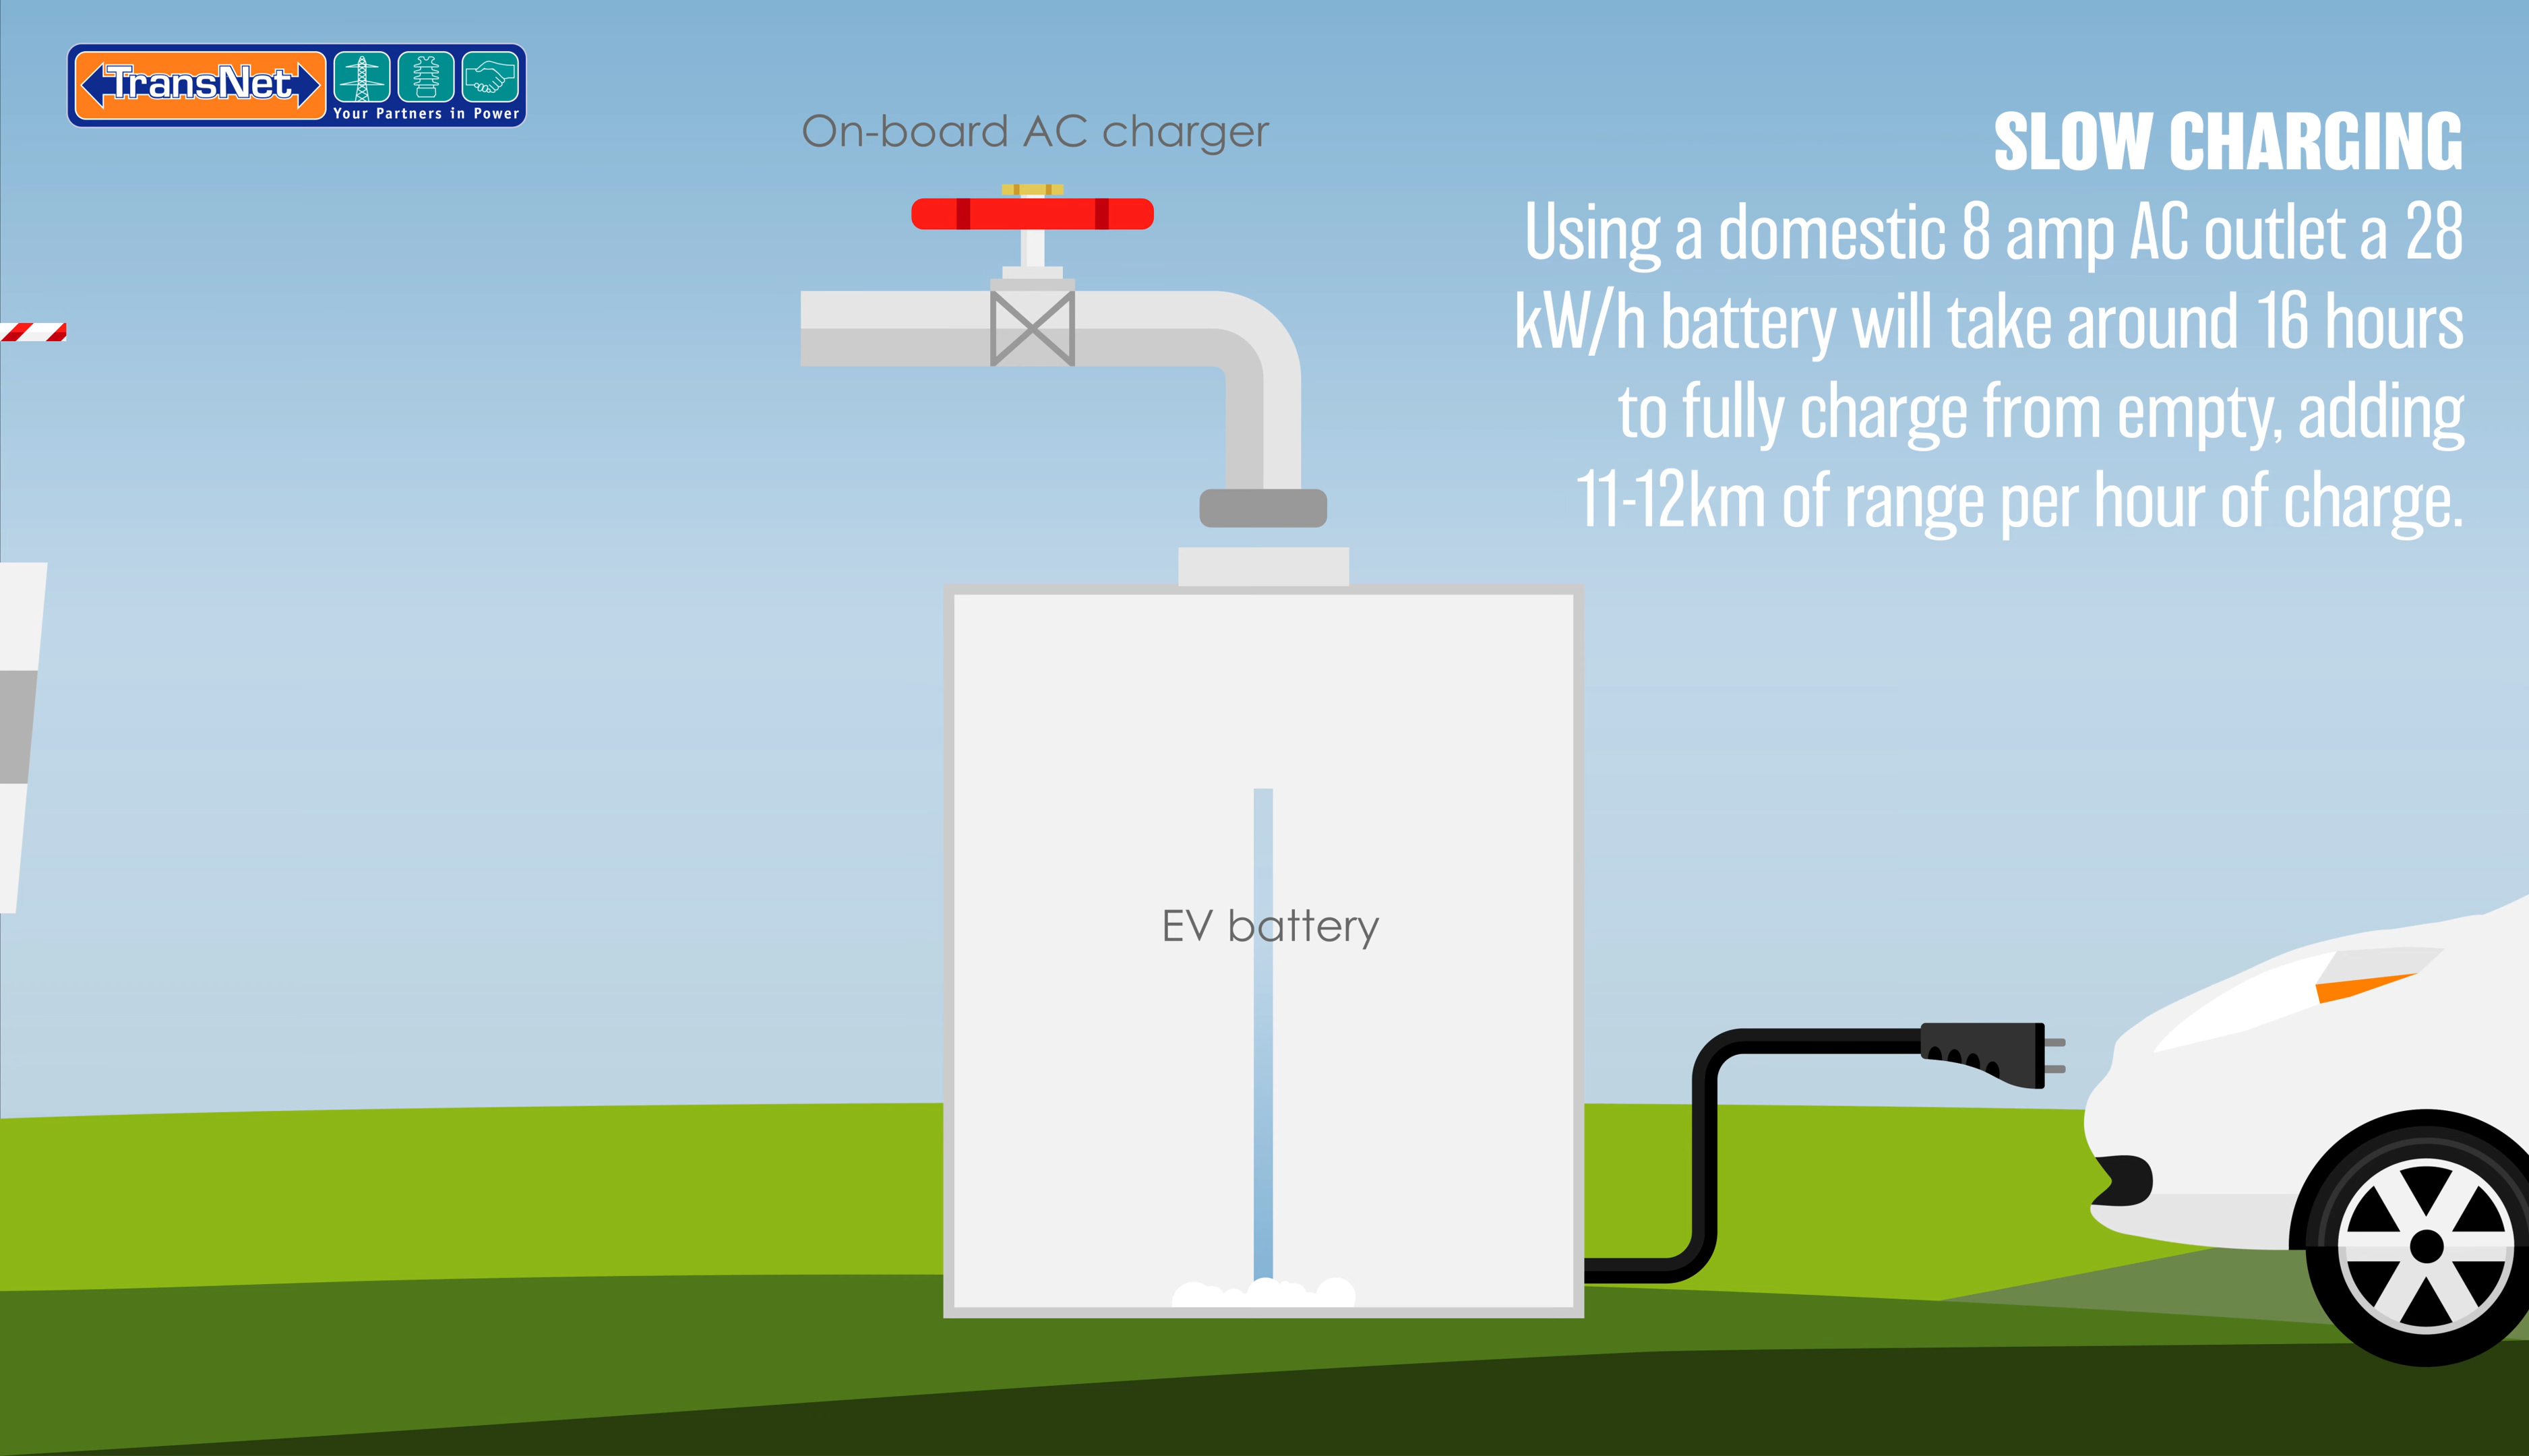 TransNet
Your Partners in Power
On-board AC charger
SLOW CHARGING
Using a domestic 8 amp AC outlet a 28
kW/h battery will take around 16 hours
to fully charge from empty, adding
11-12km of range per hour of charge.
EV battery